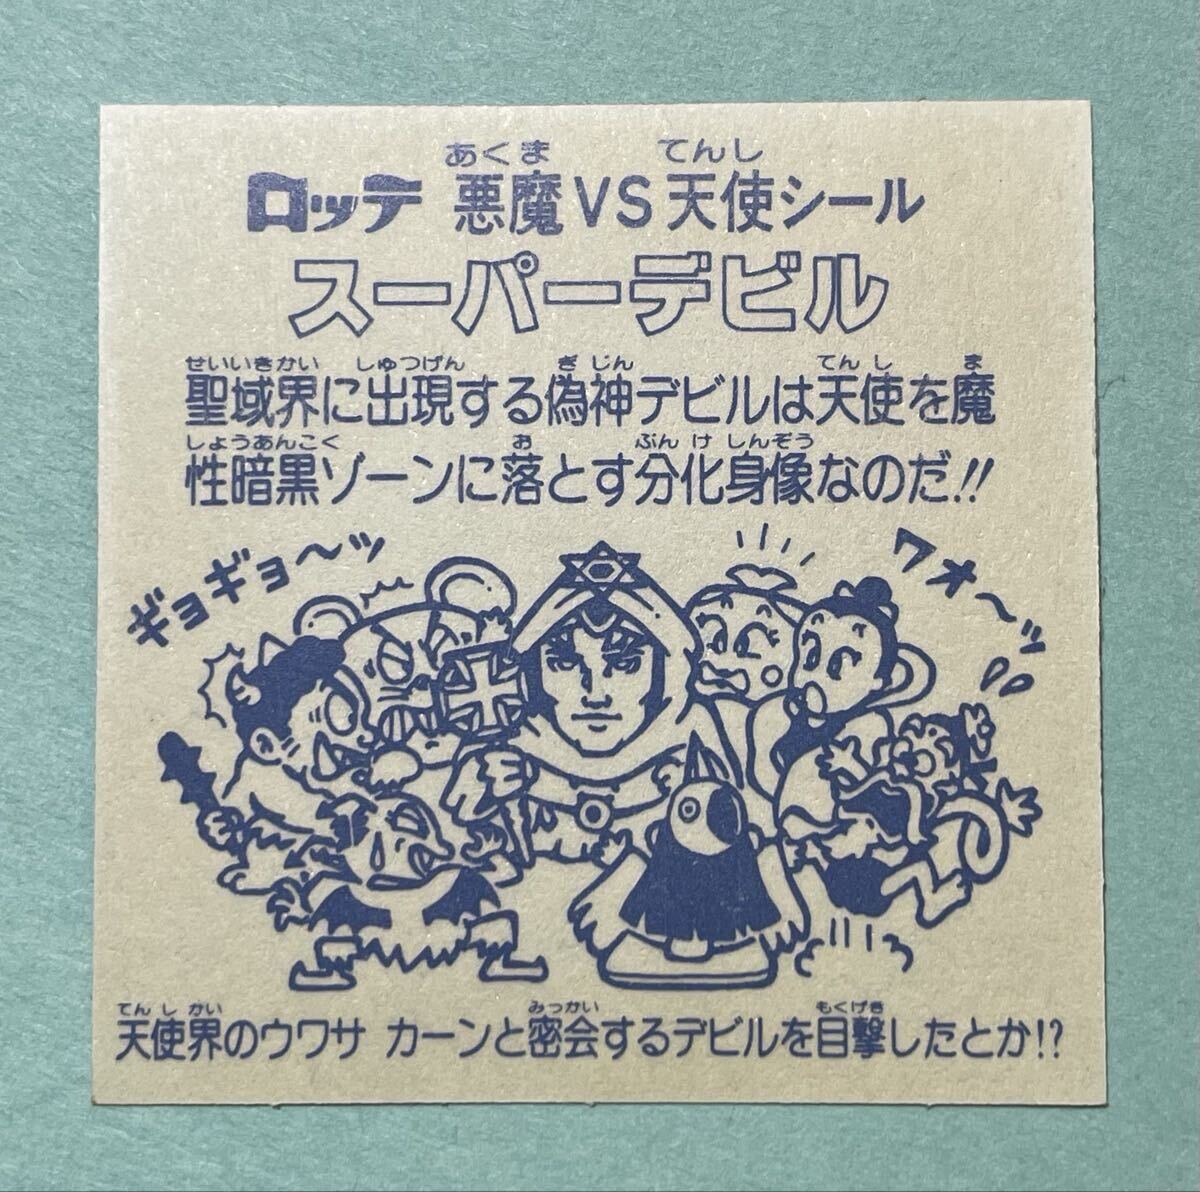 あくま てんし
ロッテ 悪魔VS天使シール
スーパーデビル
せいいきかい しゅつげん ぎじん てんし ま
聖域界に出現する偽神デビルは天使を魔
しょうあんこく お ぶんけしんぞう
性暗黒ゾーンに落とす分化身像なのだ!!
ギョギョ〜ッ
ワオ〜ッ
てんしかい みっかい もくげき
天使界のウワサ カーンと密会するデビルを目撃したとか!?